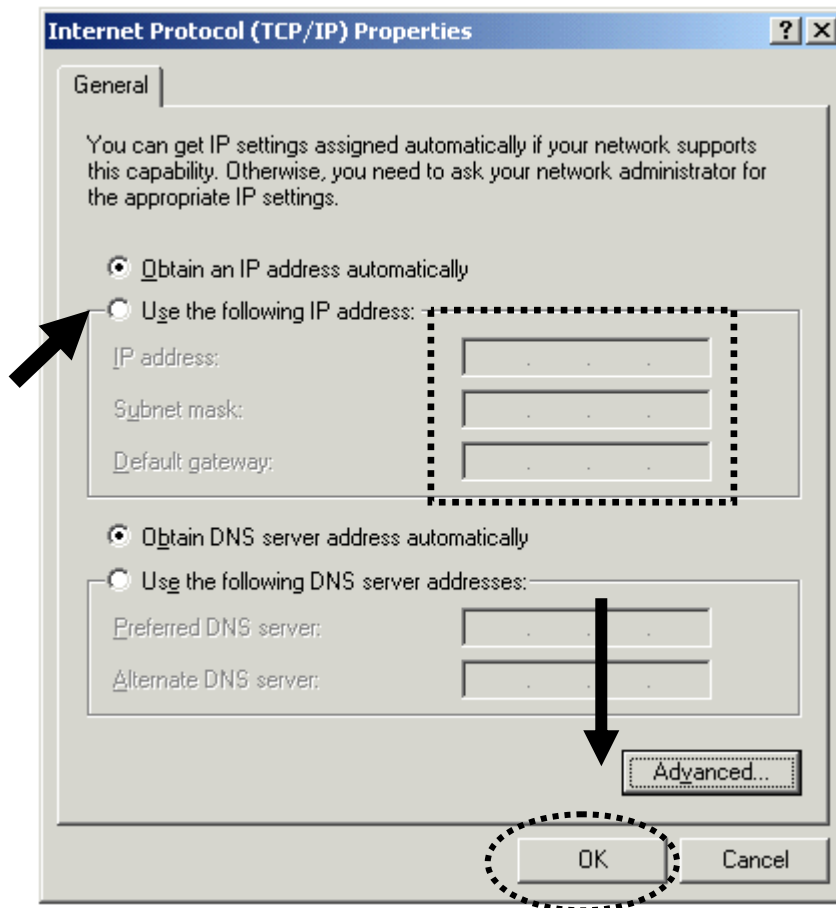 Internet Protocol (TCP/IP) Properties
General
You can get IP settings assigned automatically if your network supports
this capability. Otherwise, you need to ask your network administrator for
the appropriate IP settings.
Obtain an IP address automatically
Use the following IP address:
IP address:
Subnet mask:
Default gateway:
Obtain DNS server address automatically
Use the following DNS server addresses:
Preferred DNS server:
Alternate DNS server:
Advanced...
OK Cancel